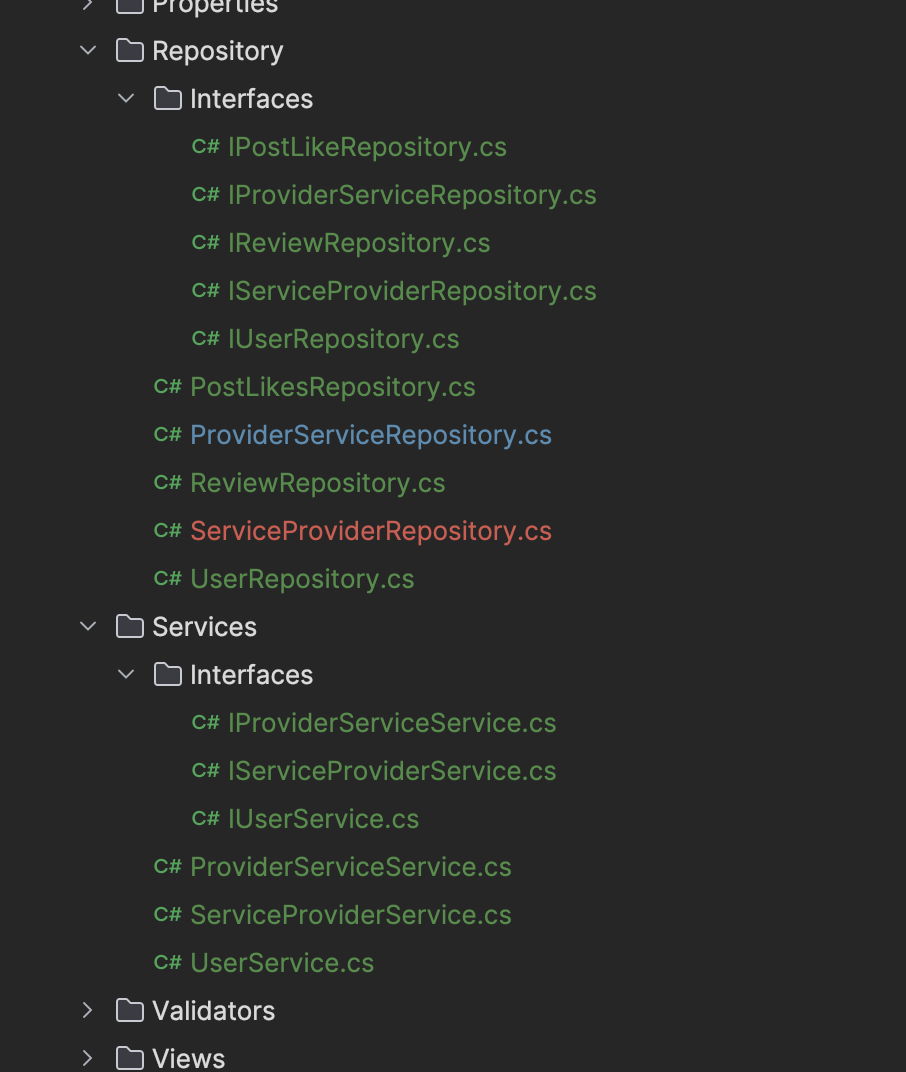 Properties
Repository
Interfaces
C# IPostLikeRepository.cs
C# IProviderServiceRepository.cs
C# IReviewRepository.cs
C# IServiceProviderRepository.cs
C# IUserRepository.cs
C# PostLikesRepository.cs
C# ProviderServiceRepository.cs
C# ReviewRepository.cs
C# ServiceProviderRepository.cs
C# UserRepository.cs
Services
Interfaces
C# IProviderServiceService.cs
C# IServiceProviderService.cs
C# IUserService.cs
C# ProviderServiceService.cs
C# ServiceProviderService.cs
C# UserService.cs
Validators
Views